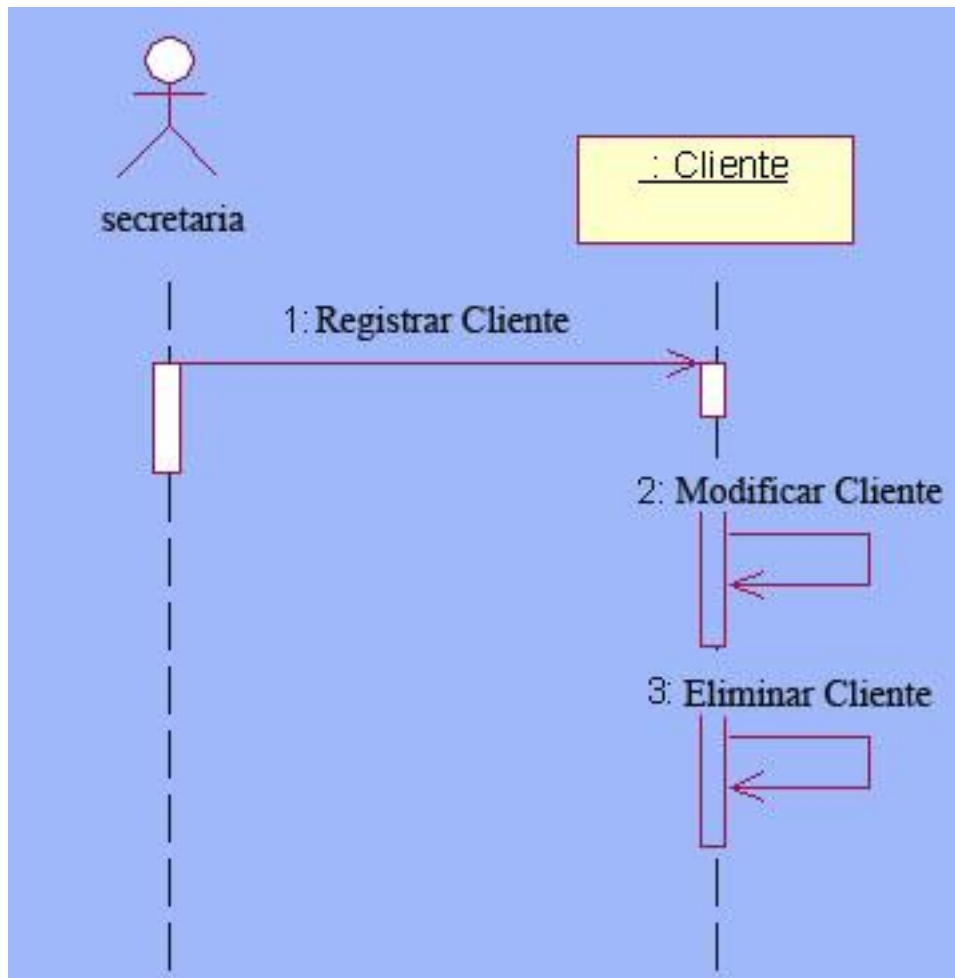 : Cliente
secretaria
1: Registrar Cliente
2: Modificar Cliente
3: Eliminar Cliente